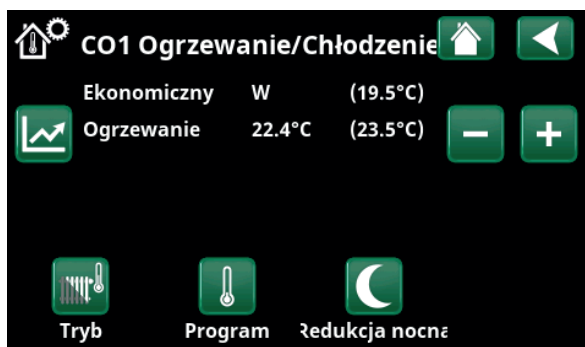 CO1 Ogrzewanie/Chłodzenie
Ekonomiczny W (19.5°C)
Ogrzewanie 22.4°C (23.5°C)
Tryb Program Redukcja nocna